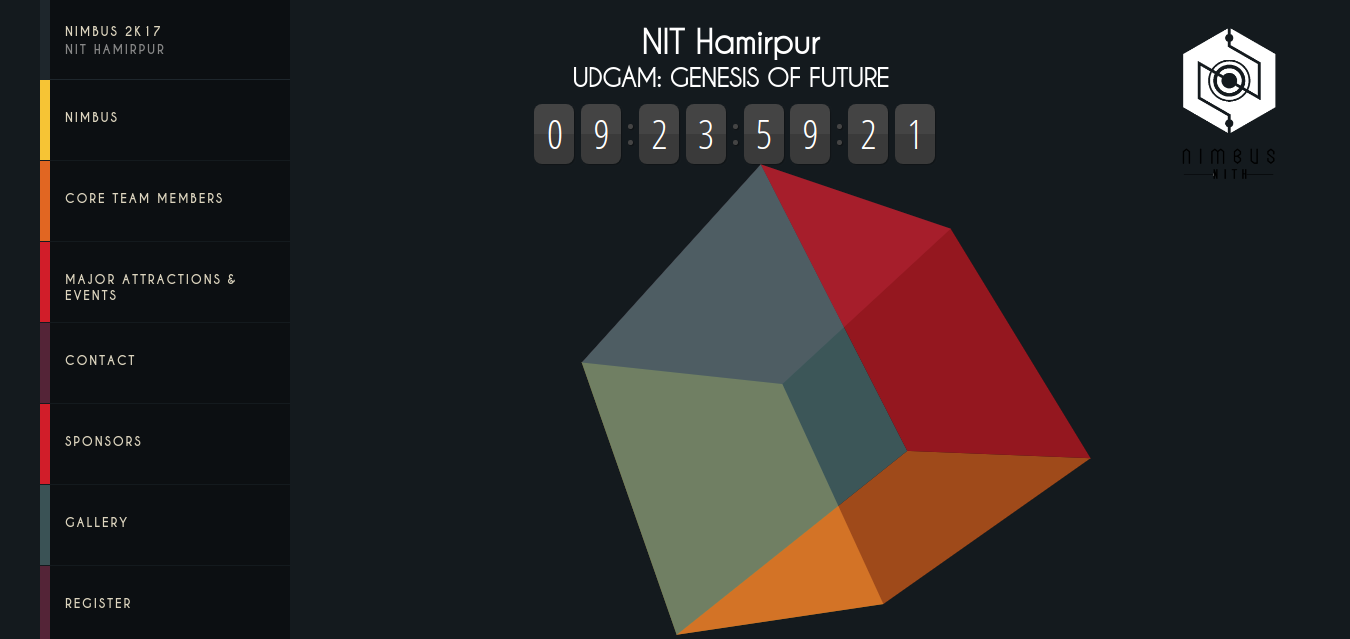 NIMBUS 2K17
NIT HAMIRPUR
NIMBUS
CORE TEAM MEMBERS
MAJOR ATTRACTIONS &
EVENTS
CONTACT
SPONSORS
GALLERY
REGISTER
NIT Hamirpur
UDGAM: GENESIS OF FUTURE
09:23:59:21
NIMBUS
NITH